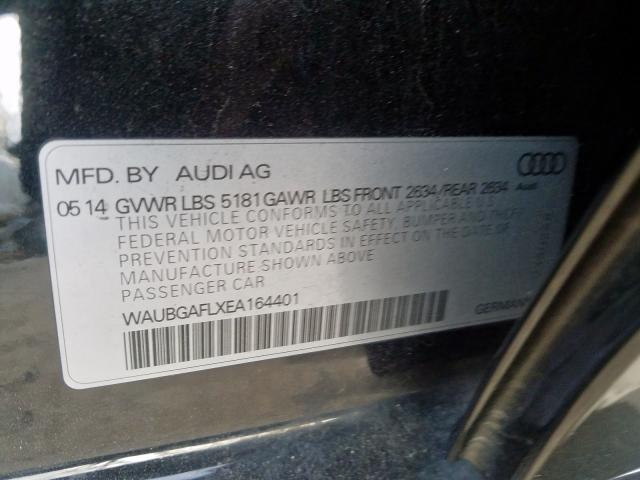 MFD. BY AUDI AG
05 14 GVWR LBS 5181 GAWR LBS FRONT 2634/REAR 2634 Audi
THIS VEHICLE CONFORMS TO ALL APPLICABLE U.S.
FEDERAL MOTOR VEHICLE SAFETY, BUMPER AND THEFT
PREVENTION STANDARDS IN EFFECT ON THE DATE OF
MANUFACTURE SHOWN ABOVE
PASSENGER CAR
WAUBGAFLXEA164401
GERMANY